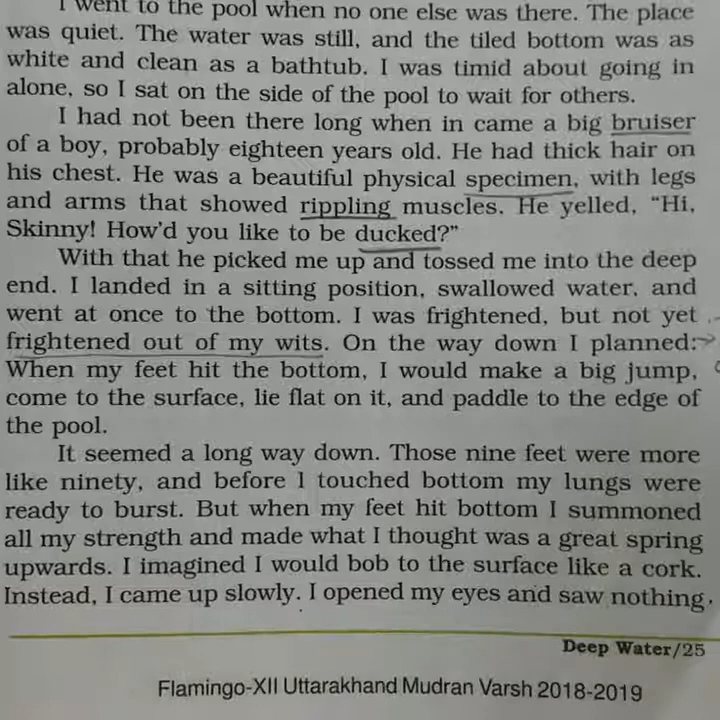 I went to the pool when no one else was there. The place
was quiet. The water was still, and the tiled bottom was as
white and clean as a bathtub. I was timid about going in
alone, so I sat on the side of the pool to wait for others.
I had not been there long when in came a big bruiser
of a boy, probably eighteen years old. He had thick hair on
his chest. He was a beautiful physical specimen, with legs
and arms that showed rippling muscles. He yelled, “Hi,
Skinny! How’d you like to be ducked?”
With that he picked me up and tossed me into the deep
end. I landed in a sitting position, swallowed water, and
went at once to the bottom. I was frightened, but not yet
frightened out of my wits. On the way down I planned:
When my feet hit the bottom, I would make a big jump,
come to the surface, lie flat on it, and paddle to the edge of
the pool.
It seemed a long way down. Those nine feet were more
like ninety, and before I touched bottom my lungs were
ready to burst. But when my feet hit bottom I summoned
all my strength and made what I thought was a great spring
upwards. I imagined I would bob to the surface like a cork.
Instead, I came up slowly. I opened my eyes and saw nothing
Deep Water/25
Flamingo-XII Uttarakhand Mudran Varsh 2018-2019